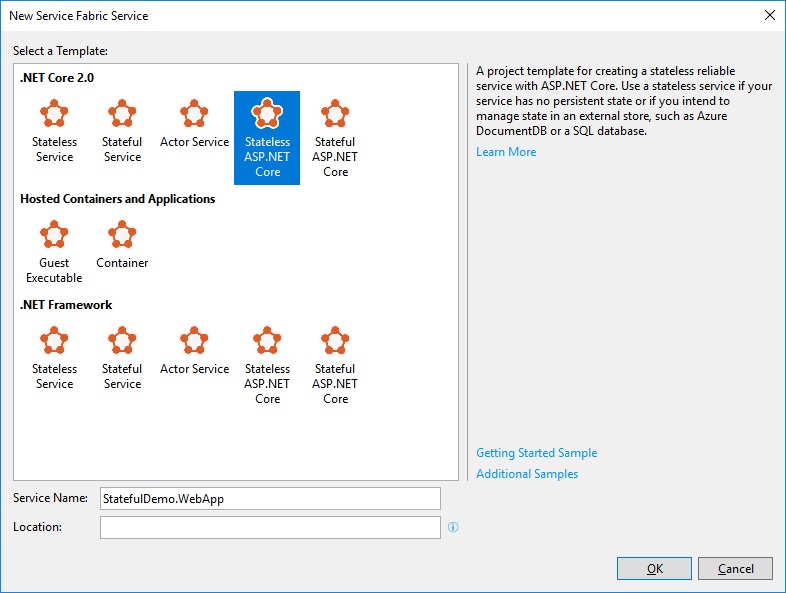 New Service Fabric Service
Select a Template:
.NET Core 2.0
Stateless
Service
Stateful
Service
Actor Service
Stateless
ASP.NET
Core
Stateful
ASP.NET
Core
Hosted Containers and Applications
Guest
Executable
Container
.NET Framework
Stateless
Service
Stateful
Service
Actor Service
Stateless
ASP.NET
Core
Stateful
ASP.NET
Core
A project template for creating a stateless reliable
service with ASP.NET Core. Use a stateless service if your
service has no persistent state or if you intend to
manage state in an external store, such as Azure
DocumentDB or a SQL database.
Learn More
Getting Started Sample
Additional Samples
Service Name:
StatefulDemo.WebApp
Location:
OK
Cancel